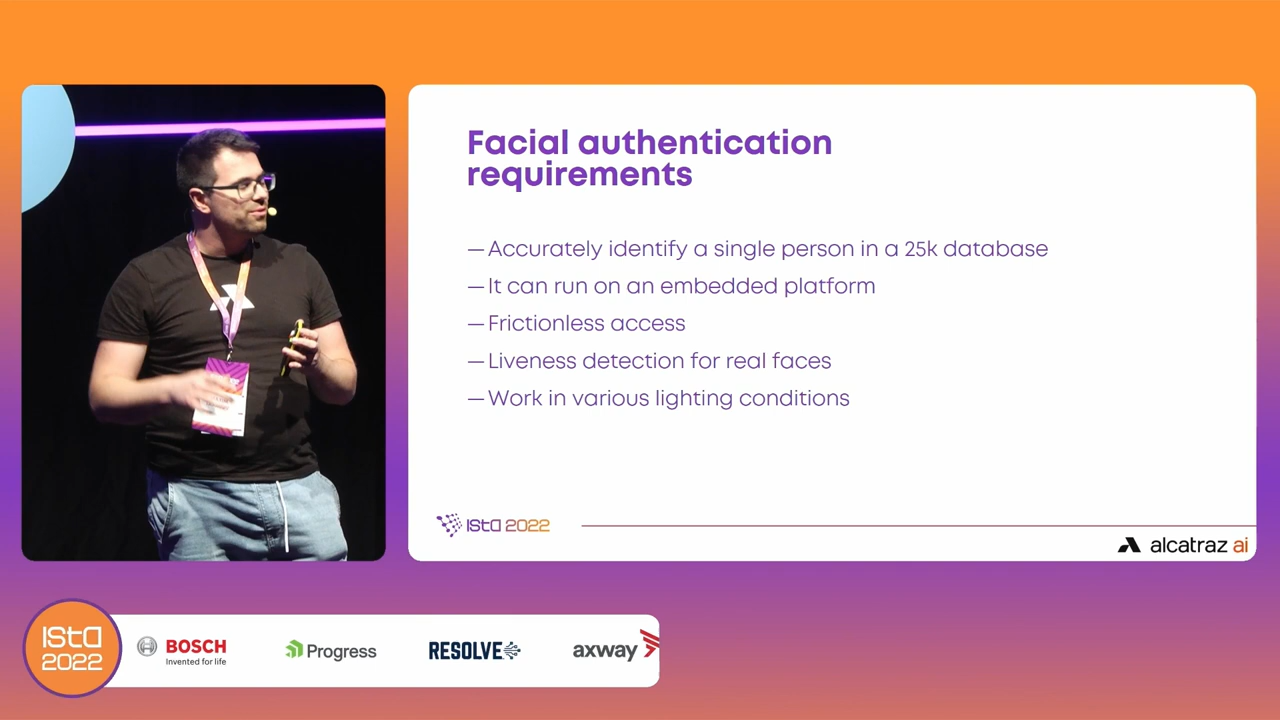 Facial authentication
requirements
— Accurately identify a single person in a 25k database
— It can run on an embedded platform
— Frictionless access
— Liveness detection for real faces
— Work in various lighting conditions
ISTA 2022
alcatraz ai
ISTA
2022
BOSCH
Invented for life
Progress
RESOLVE
axway